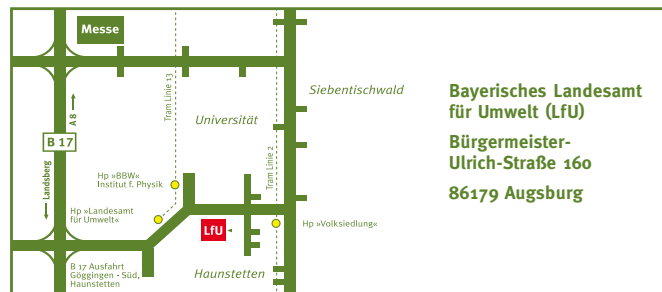 Messe
Siebentischwald
Tram Linie 13
A 8
Universität
B 17
Tram Linie 2
Landsberg
Hp »BBW«
Institut f. Physik
Hp »Landesamt
für Umwelt«
LfU
Hp »Volksiedlung«
B 17 Ausfahrt
Göggingen - Süd,
Haunstetten
Haunstetten
Bayerisches Landesamt
für Umwelt (LfU)
Bürgermeister-
Ulrich-Straße 160
86179 Augsburg